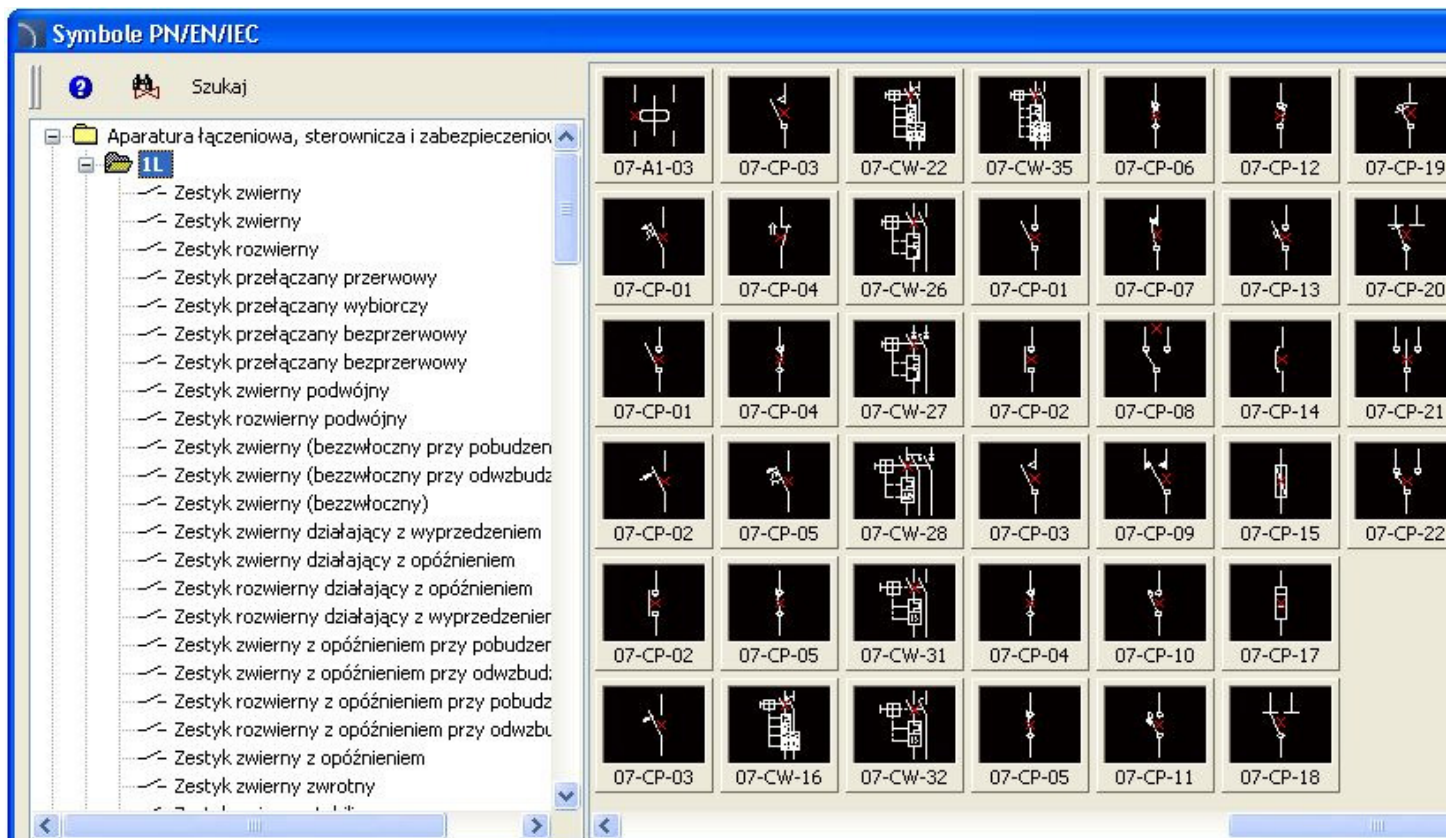 Symbole PN/EN/IEC
Szukaj
Aparatura łączeniowa, sterownicza i
1L
Zestyk zwierny
Zestyk zwierny
Zestyk rozwierny
Zestyk przełączany przerwowy
Zestyk przełączany wybiorczy
Zestyk przełączany bezprzerwowy
Zestyk przełączany bezprzerwowy
Zestyk zwierny podwójny
Zestyk rozwierny podwójny
Zestyk zwierny (bezzwłoczny przy pobudzen
Zestyk zwierny (bezzwłoczny przy odwzbudz
Zestyk zwierny (bezzwłoczny)
Zestyk zwierny działający z wyprzedzeniem
Zestyk zwierny działający z opóźnieniem
Zestyk rozwierny działający z opóźnieniem
Zestyk rozwierny działający z wyprzedzenier
Zestyk zwierny z opóźnieniem przy pobudzer
Zestyk zwierny z opóźnieniem przy odwzbud
Zestyk rozwierny z opóźnieniem przy pobudz
Zestyk rozwierny z opóźnieniem przy odwzbu
Zestyk zwierny z opóźnieniem
Zestyk zwierny zwrotny
07-A1-03 07-CP-03 07-CW-22 07-CW-35 07-CP-06 07-CP-12 07-CP-19
07-CP-01 07-CP-04 07-CW-26 07-CP-01 07-CP-07 07-CP-13 07-CP-20
07-CP-01 07-CP-04 07-CW-27 07-CP-02 07-CP-08 07-CP-14 07-CP-21
07-CP-02 07-CP-05 07-CW-28 07-CP-03 07-CP-09 07-CP-15 07-CP-22
07-CP-02 07-CP-05 07-CW-31 07-CP-04 07-CP-10 07-CP-17
07-CP-03 07-CW-16 07-CW-32 07-CP-05 07-CP-11 07-CP-18